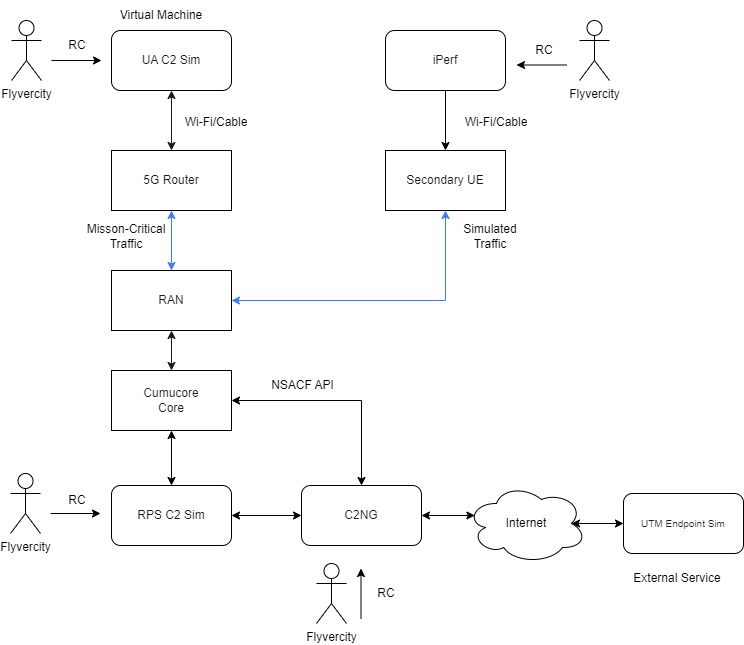 Virtual Machine
RC
UA C2 Sim
iPerf
RC
Flyvercity
Flyvercity
Wi-Fi/Cable
Wi-Fi/Cable
5G Router
Secondary UE
Misson-Critical
Traffic
Simulated
Traffic
RAN
NSACF API
Cumucore
Core
RC
RPS C2 Sim
C2NG
Internet
UTM Endpoint Sim
Flyvercity
External Service
RC
Flyvercity